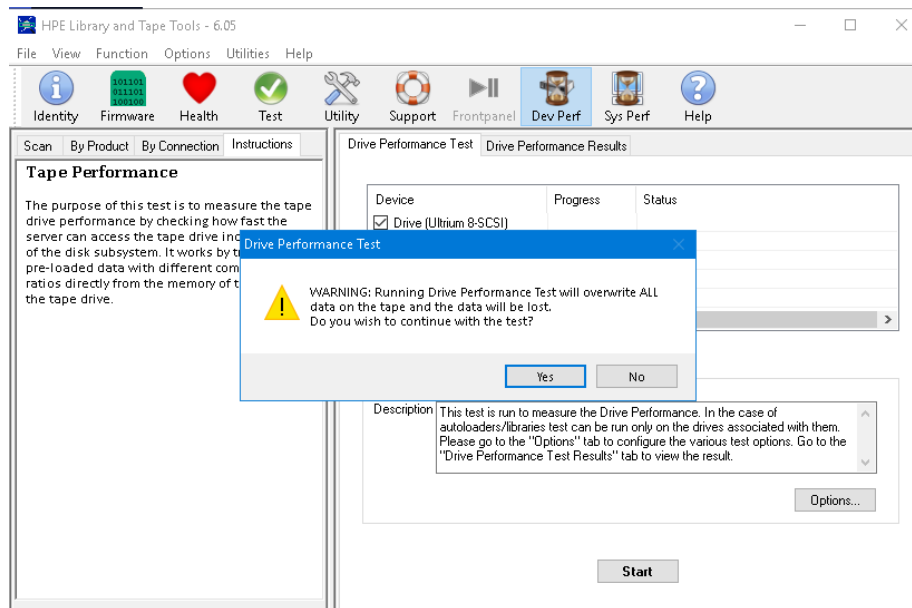 HPE Library and Tape Tools - 6.05
File View Function Options Utilities Help
101101
011101
100100
Identity Firmware Health Test Utility Support Frontpanel Dev Perf Sys Perf Help
Scan By Product By Connection Instructions
Tape Performance
The purpose of this test is to measure the tape
drive performance by checking how fast the
server can access the tape drive
of the disk subsystem. It works by
pre-loaded data with different
ratios directly from the memory of
the tape drive.
Drive Performance Test Drive Performance Results
Device Progress Status
Drive (Ultrium 8-SCSI)
Drive Performance Test
WARNING: Running Drive Performance Test will overwrite ALL
data on the tape and the data will be lost.
Do you wish to continue with the test?
Yes No
Description
This test is run to measure the Drive Performance. In the case of
autoloaders/libraries test can be run only on the drives associated with them.
Please go to the "Options" tab to configure the various test options. Go to the
"Drive Performance Test Results" tab to view the result.
Options...
Start